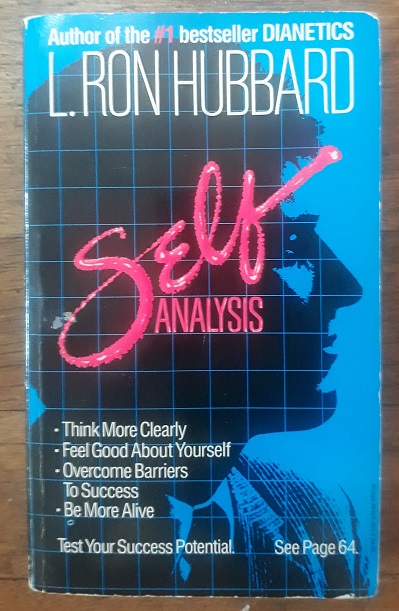 Author of the #1 bestseller DIANETICS
L. RON HUBBARD
Self
ANALYSIS
- Think More Clearly
- Feel Good About Yourself
- Overcome Barriers
To Success
- Be More Alive
Test Your Success Potential. See Page 64.